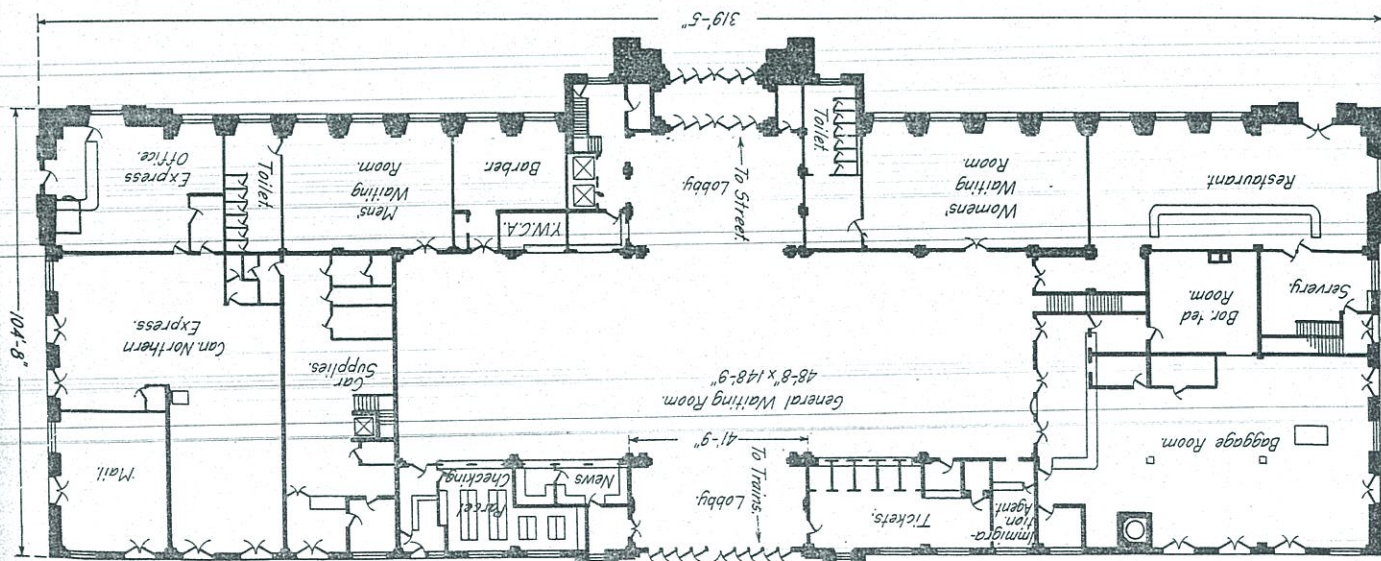 Immigra-
tion.
Agent.
Tickets.
Lobby.
To Trains.
41'-9"
News
Parcel
Checking
Mail.
Baggage Room.
General Waiting Room.
48'-8" x 148'-9"
Car
Supplies.
Can. Northern
Express.
104'-8"
Servery.
Room.
Restaurant.
Womens'
Waiting
Room.
Toilet.
Lobby.
To Street.
Y.W.C.A.
Barber.
Mens'
Waiting
Room.
Toilet.
Express
Office.
319'-5"